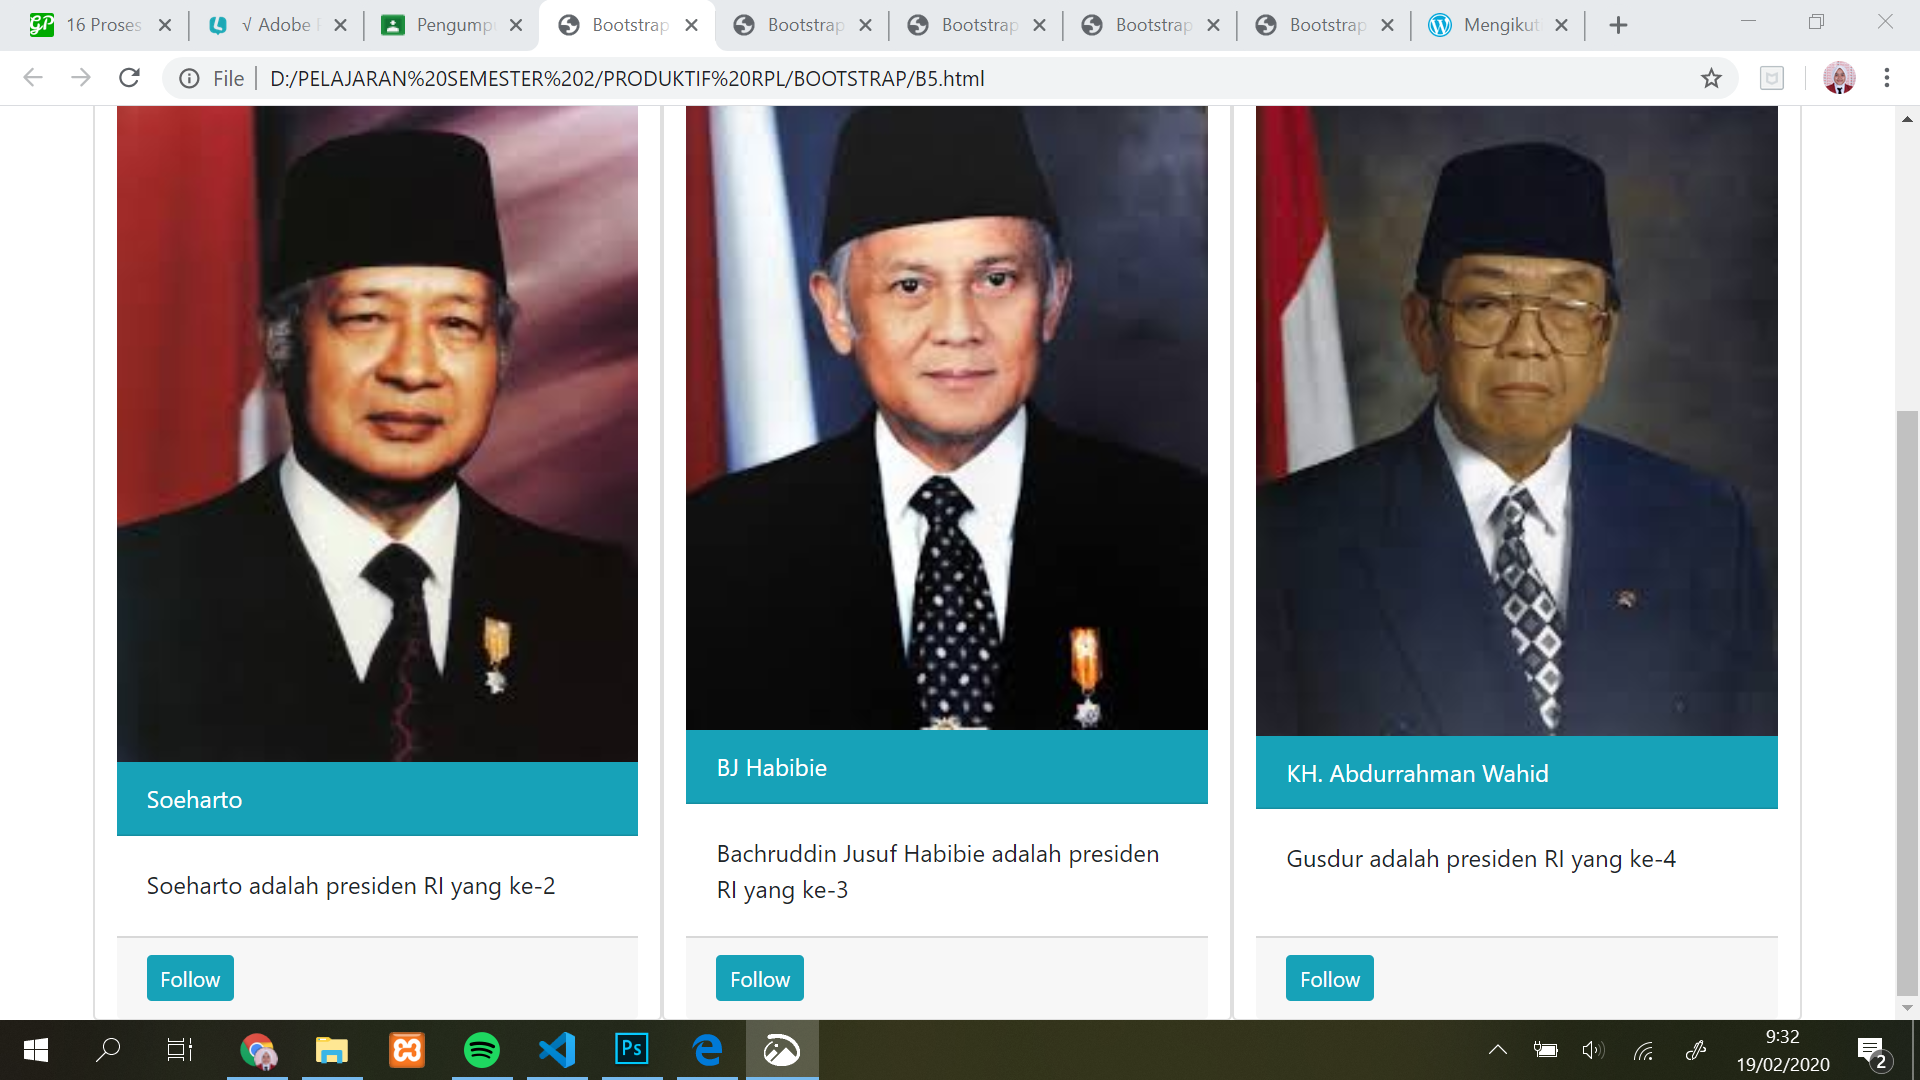 16 Proses
√ Adobe
Pengump
Bootstrap
Bootstrap
Bootstrap
Bootstrap
Bootstrap
Mengikut
File
D:/PELAJARAN%20SEMESTER%202/PRODUKTIF%20RPL/BOOTSTRAP/B5.html
Soeharto
BJ Habibie
KH. Abdurrahman Wahid
Soeharto adalah presiden RI yang ke-2
Bachruddin Jusuf Habibie adalah presiden
RI yang ke-3
Gusdur adalah presiden RI yang ke-4
Follow
Follow
Follow
Ps
9:32
19/02/2020
2